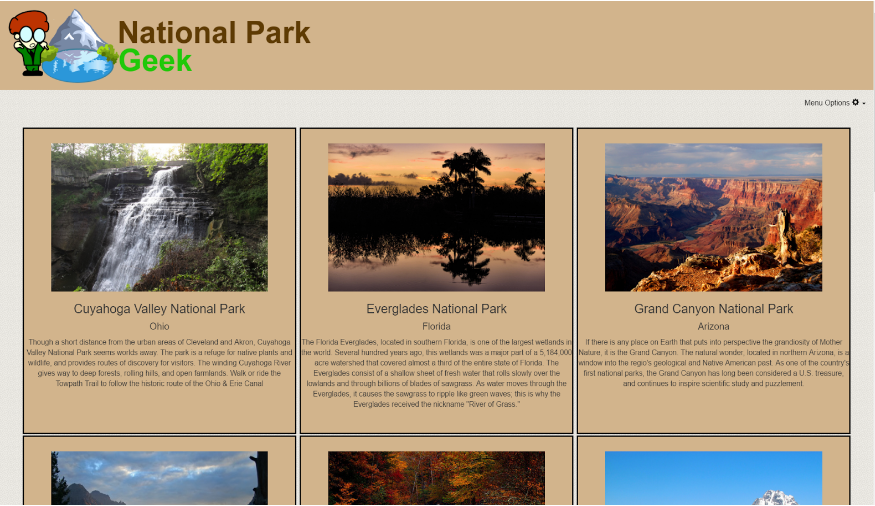 National Park
Geek
Menu Options
Cuyahoga Valley National Park
Ohio
Though a short distance from the urban areas of Cleveland and Akron, Cuyahoga
Valley National Park seems worlds away. The park is a refuge for native plants and
wildlife, and provides routes of discovery for visitors. The winding Cuyahoga River
gives way to deep forests, rolling hills, and open farmlands. Walk or ride the
Towpath Trail to follow the historic route of the Ohio & Erie Canal
Everglades National Park
Florida
The Florida Everglades, located in southern Florida, is one of the largest wetlands in
the world. Several hundred years ago, this wetlands was a major part of a 5,184,000
acre watershed that covered almost a third of the entire state of Florida. The
Everglades consist of a shallow sheet of fresh water that rolls slowly over the
lowlands and through billions of blades of sawgrass. As water moves through the
Everglades, it causes the sawgrass to ripple like green waves; this is why the
Everglades received the nickname "River of Grass."
Grand Canyon National Park
Arizona
If there is any place on Earth that puts into perspective the grandiosity of Mother
Nature, it is the Grand Canyon. The natural wonder, located in northern Arizona, is a
window into the regio's geological and Native American past. As one of the country's
first national parks, the Grand Canyon has long been considered a U.S. treasure,
and continues to inspire scientific study and puzzlement.